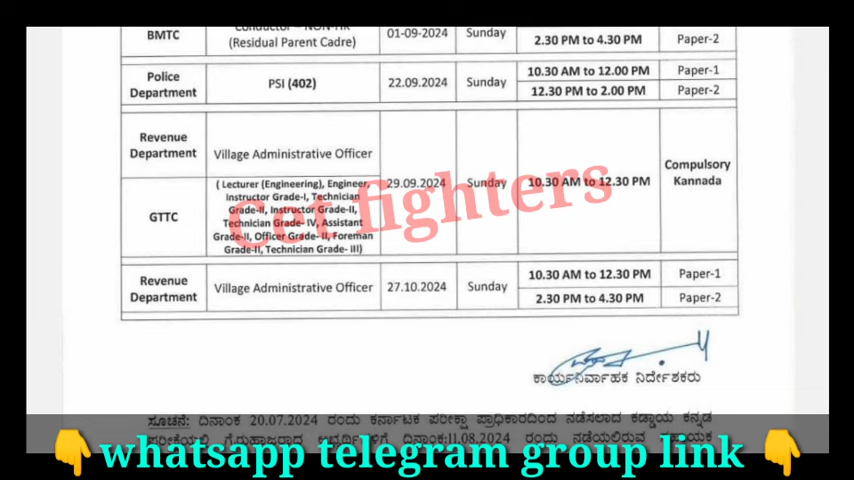 BMTC
(Residual Parent Cadre)
01-09-2024
Sunday
2.30 PM to 4.30 PM
Paper-2
Police
Department
PSI (402)
22.09.2024
Sunday
10.30 AM to 12.00 PM
Paper-1
12.30 PM to 2.00 PM
Paper-2
Revenue
Department
Village Administrative Officer
GTTC
( Lecturer (Engineering), Engineer,
Instructor Grade-I, Technician
Grade-II, Instructor Grade-II,
Technician Grade- IV, Assistant
Grade-II, Officer Grade- II, Foreman
Grade-II, Technician Grade- III)
29.09.2024
Sunday
10.30 AM to 12.30 PM
Compulsory
Kannada
Cet fighters
Revenue
Department
Village Administrative Officer
27.10.2024
Sunday
10.30 AM to 12.30 PM
Paper-1
2.30 PM to 4.30 PM
Paper-2
ಕಾರ್ಯನಿರ್ವಾಹಕ ನಿರ್ದೇಶಕರು
ಸೂಚನೆ: ದಿನಾಂಕ 20.07.2024 ರಂದು ಕರ್ನಾಟಕ ಪರೀಕ್ಷಾ ಪ್ರಾಧಿಕಾರದಿಂದ ನಡೆಸಲಾದ ಕಡ್ಡಾಯ ಕನ್ನಡ
ದಿನಾಂಕ:11.08.2024 ರಂದು ನಡೆಯಲಿರುವ
whatsapp telegram group link